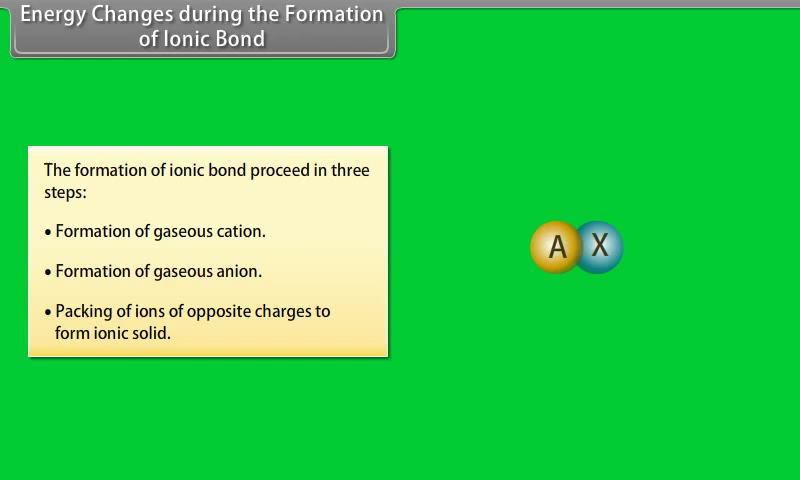 Energy Changes during the Formation
of Ionic Bond
The formation of ionic bond proceed in three
steps:
• Formation of gaseous cation.
• Formation of gaseous anion.
• Packing of ions of opposite charges to
form ionic solid.
A X